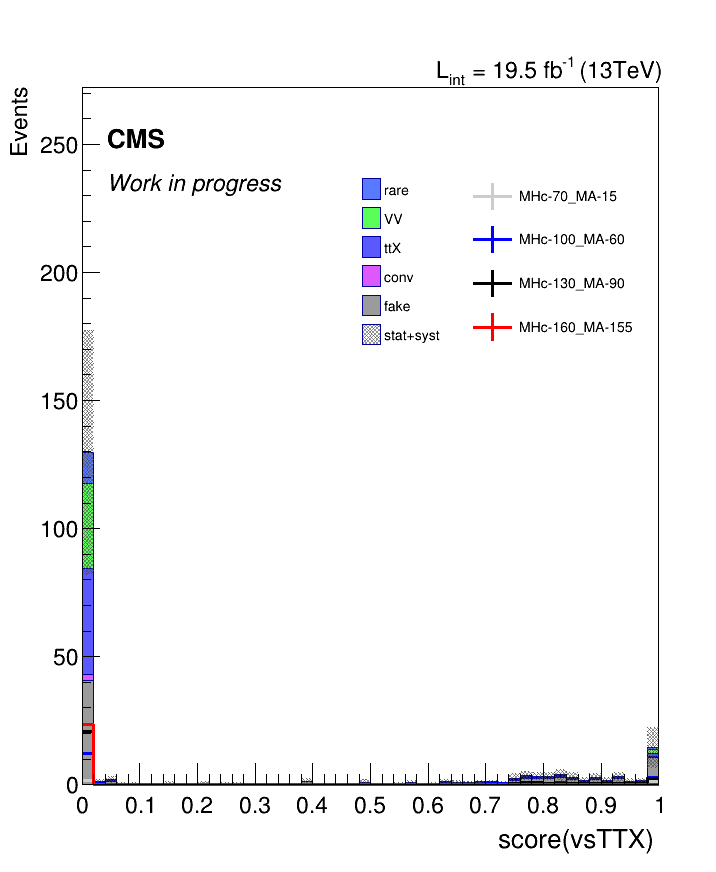 L_int = 19.5 fb^-1 (13TeV)
Events
CMS
Work in progress
rare
VV
ttX
conv
fake
stat+syst
MHc-70_MA-15
MHc-100_MA-60
MHc-130_MA-90
MHc-160_MA-155
250
200
150
100
50
0
0 0.1 0.2 0.3 0.4 0.5 0.6 0.7 0.8 0.9 1
score(vsTTX)